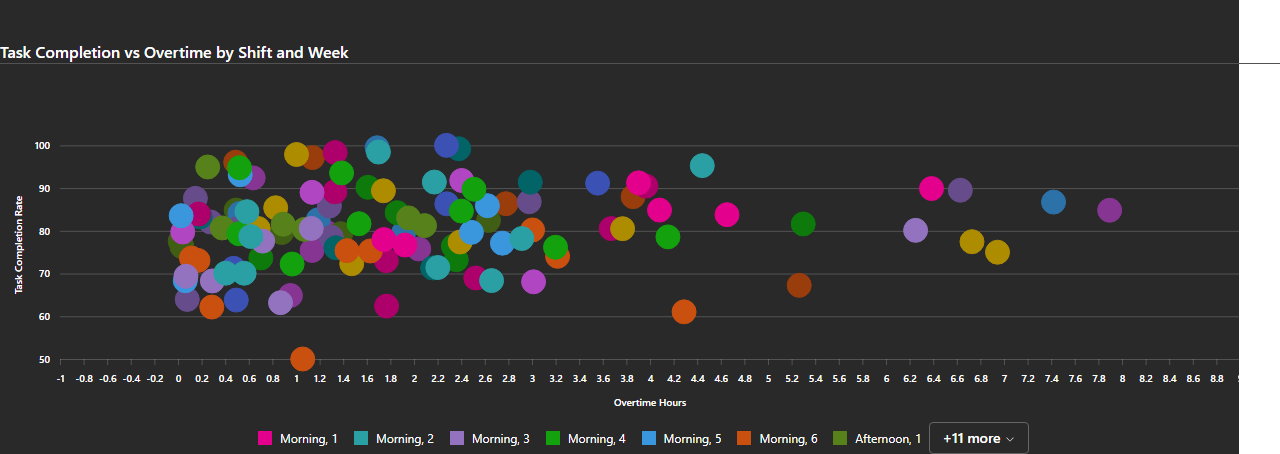 Task Completion vs Overtime by Shift and Week
Task Completion Rate
100
90
80
70
60
50
-1 -0.8 -0.6 -0.4 -0.2 0 0.2 0.4 0.6 0.8 1 1.2 1.4 1.6 1.8 2 2.2 2.4 2.6 2.8 3 3.2 3.4 3.6 3.8 4 4.2 4.4 4.6 4.8 5 5.2 5.4 5.6 5.8 6 6.2 6.4 6.6 6.8 7 7.2 7.4 7.6 7.8 8 8.2 8.4 8.6 8.8
Overtime Hours
Morning, 1 Morning, 2 Morning, 3 Morning, 4 Morning, 5 Morning, 6 Afternoon, 1 +11 more